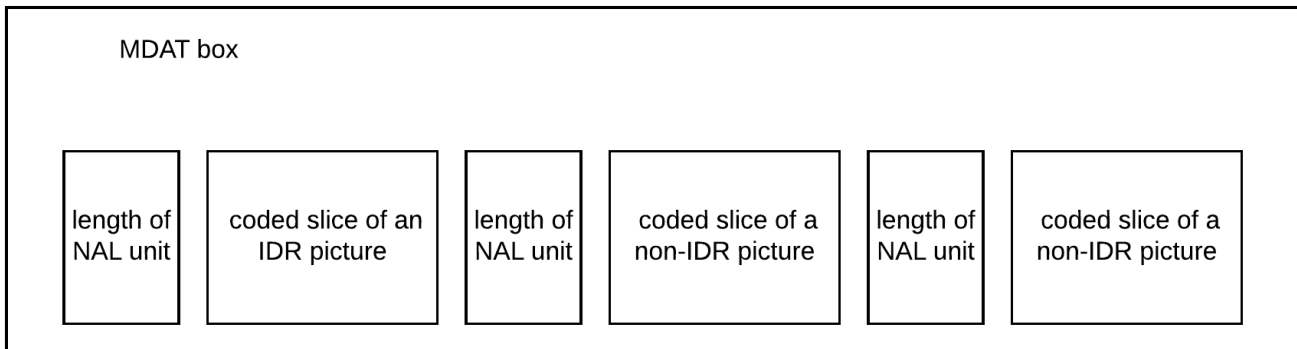 MDAT box
length of
NAL unit
coded slice of an
IDR picture
length of
NAL unit
coded slice of a
non-IDR picture
length of
NAL unit
coded slice of a
non-IDR picture